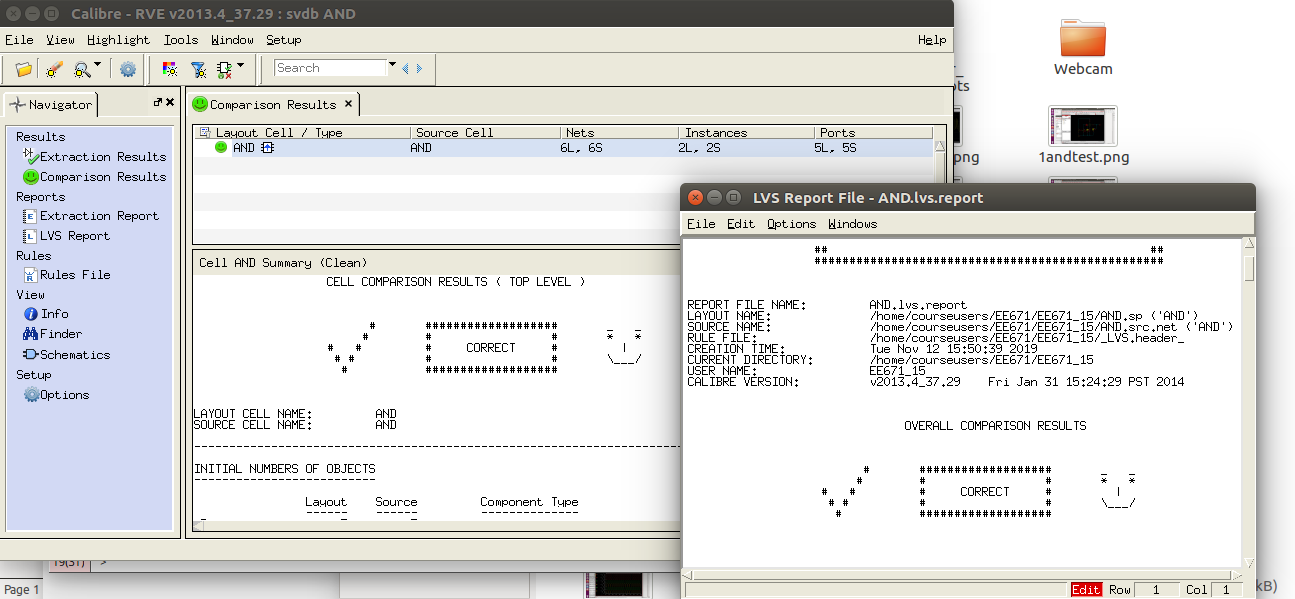 Calibre - RVE v2013.4_37.29 : svdb AND
File View Highlight Tools Window Setup Help
Search
Navigator
Results
Extraction Results
Comparison Results
Reports
Extraction Report
LVS Report
Rules
Rules File
View
Info
Finder
Schematics
Setup
Options
Comparison Results
Layout Cell / Type Source Cell Nets Instances Ports
AND AND 6L, 6S 2L, 2S 5L, 5S
Cell AND Summary (Clean)
CELL COMPARISON RESULTS ( TOP LEVEL )
# ################### _ _
# # # * *
# # # CORRECT # |
# # # # \___/
# ###################
LAYOUT CELL NAME: AND
SOURCE CELL NAME: AND
INITIAL NUMBERS OF OBJECTS
Layout Source Component Type
19(31) >
Page 1
Webcam
ts
png
1andtest.png
LVS Report File - AND.lvs.report
File Edit Options Windows
## ##
##################################################
REPORT FILE NAME: AND.lvs.report
LAYOUT NAME: /home/courseusers/EE671/EE671_15/AND.sp ('AND')
SOURCE NAME: /home/courseusers/EE671/EE671_15/AND.src.net ('AND')
RULE FILE: /home/courseusers/EE671/EE671_15/_LVS.header_
CREATION TIME: Tue Nov 12 15:50:39 2019
CURRENT DIRECTORY: /home/courseusers/EE671/EE671_15
USER NAME: EE671_15
CALIBRE VERSION: v2013.4_37.29 Fri Jan 31 15:24:29 PST 2014
OVERALL COMPARISON RESULTS
# ################### _ _
# # # * *
# # # CORRECT # |
# # # # \___/
# ###################
Edit Row 1 Col 1
kB)